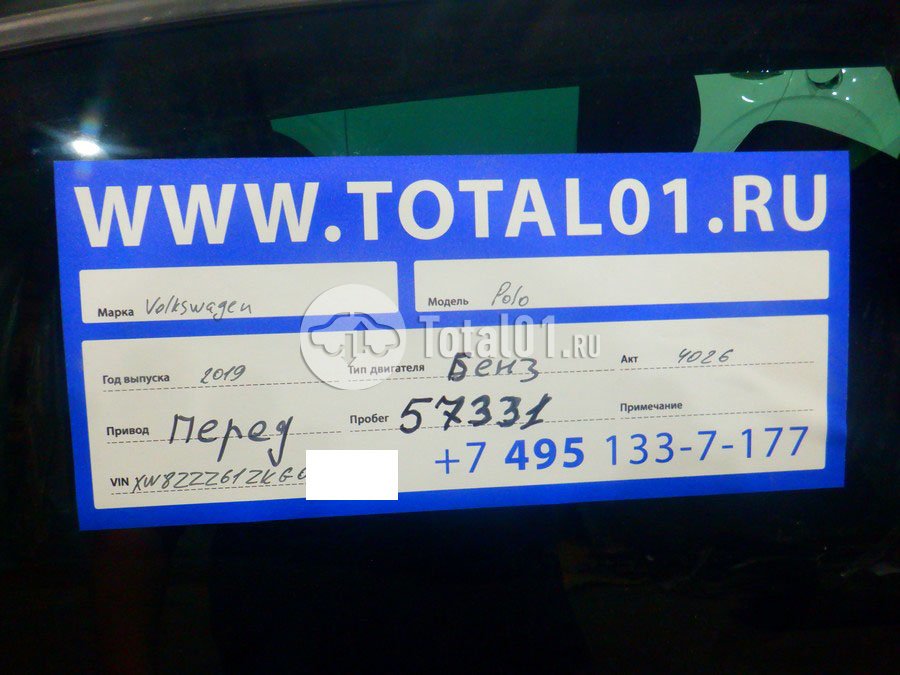 WWW.TOTAL01.RU
Марка Volkswagen Модель Polo
Total01.RU
Год выпуска 2019 Тип двигателя Бенз Акт 4026
Привод Перед Пробег 57331 Примечание
VIN XW8ZZZ61ZKG0 +7 495 133-7-177